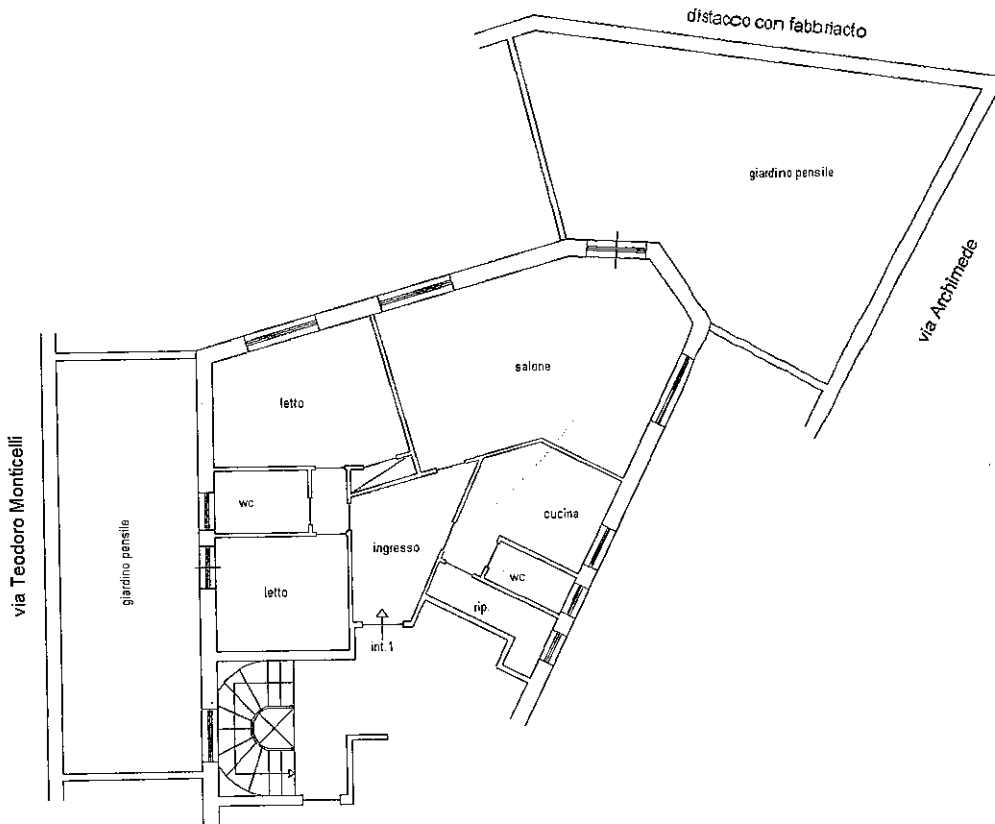 distacco con fabbriacto
giardino pensile
via Archimede
salone
letto
via Teodoro Monticelli
giardino pensile
wc
cucina
ingresso
wc
letto
rip.
int.1